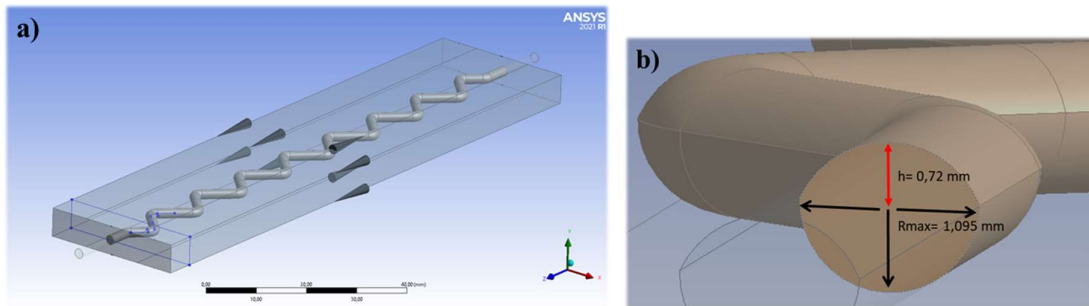 a)
ANSYS
2021 R1
0,00
10,00
20,00
30,00
40,00 (mm)
Y
Z
X
b)
h= 0,72 mm
Rmax= 1,095 mm